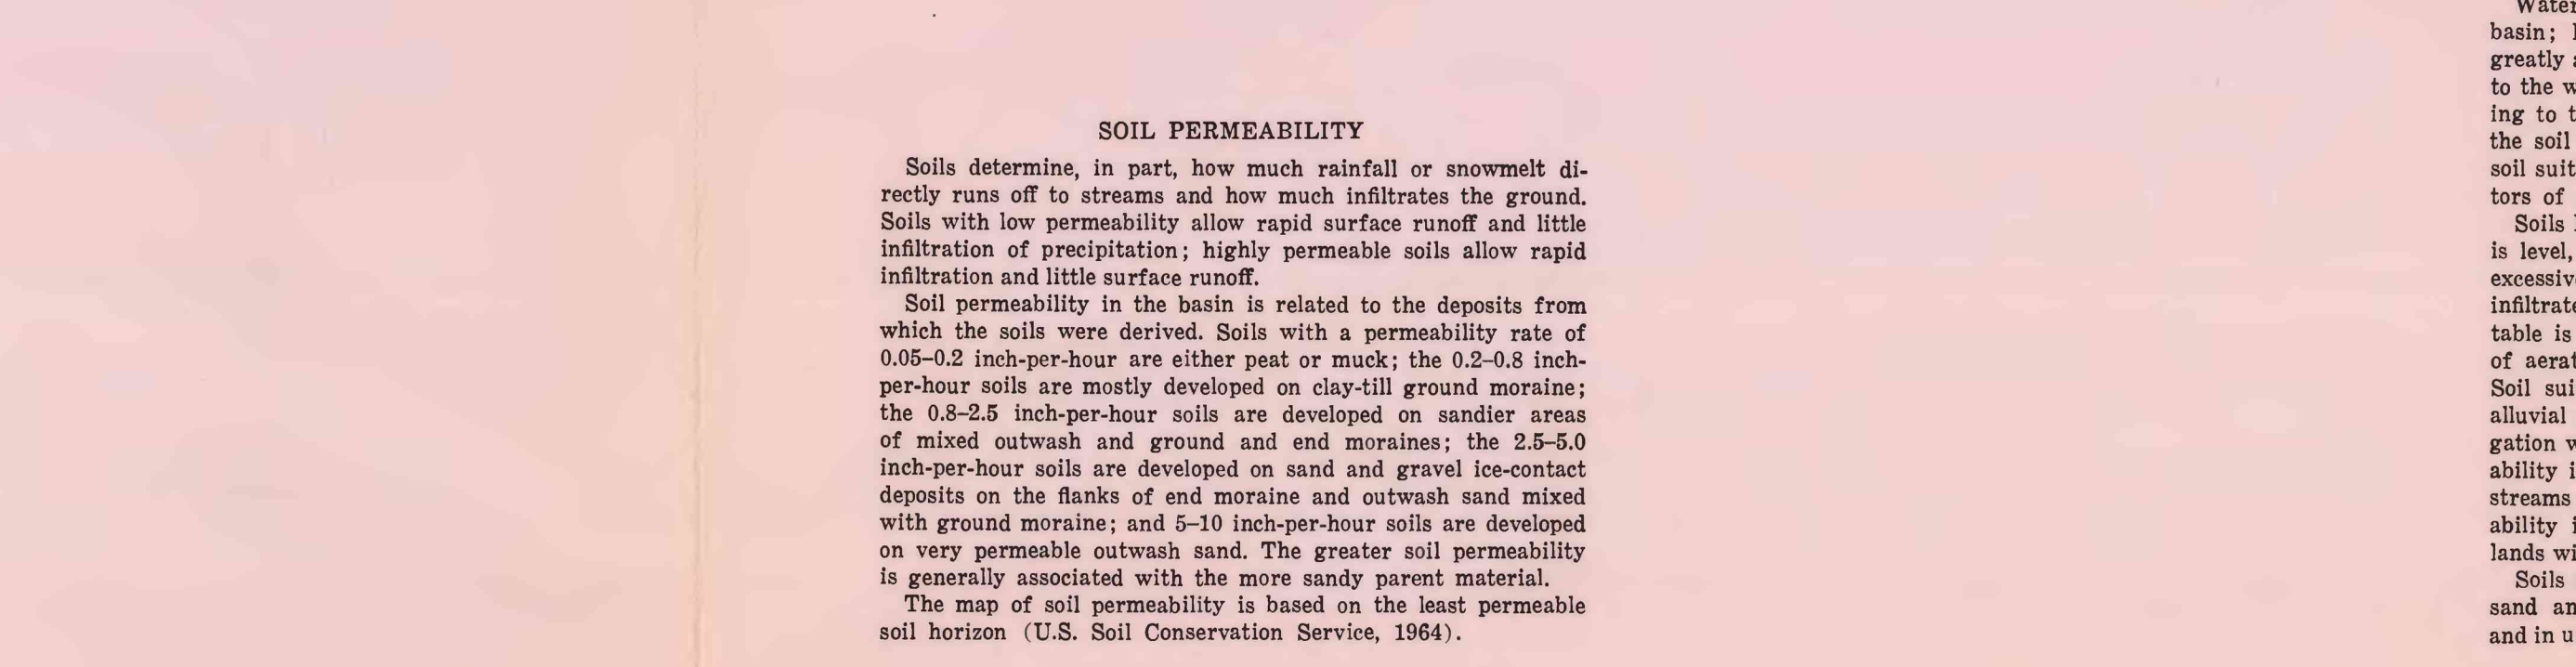 SOIL PERMEABILITY
Soils determine, in part, how much rainfall or snowmelt di-
rectly runs off to streams and how much infiltrates the ground.
Soils with low permeability allow rapid surface runoff and little
infiltration of precipitation; highly permeable soils allow rapid
infiltration and little surface runoff.
Soil permeability in the basin is related to the deposits from
which the soils were derived. Soils with a permeability rate of
0.05–0.2 inch-per-hour are either peat or muck; the 0.2–0.8 inch-
per-hour soils are mostly developed on clay-till ground moraine;
the 0.8–2.5 inch-per-hour soils are developed on sandier areas
of mixed outwash and ground and end moraines; the 2.5–5.0
inch-per-hour soils are developed on sand and gravel ice-contact
deposits on the flanks of end moraine and outwash sand mixed
with ground moraine; and 5–10 inch-per-hour soils are developed
on very permeable outwash sand. The greater soil permeability
is generally associated with the more sandy parent material.
The map of soil permeability is based on the least permeable
soil horizon (U.S. Soil Conservation Service, 1964).
Water
basin;
greatly
to the
ing to
the soil
soil suit
tors of
Soils
is level,
excessiv
infiltrate
table is
of aerat
Soil sui
alluvial
gation
ability
streams
ability
lands wi
Soils
sand an
and in u